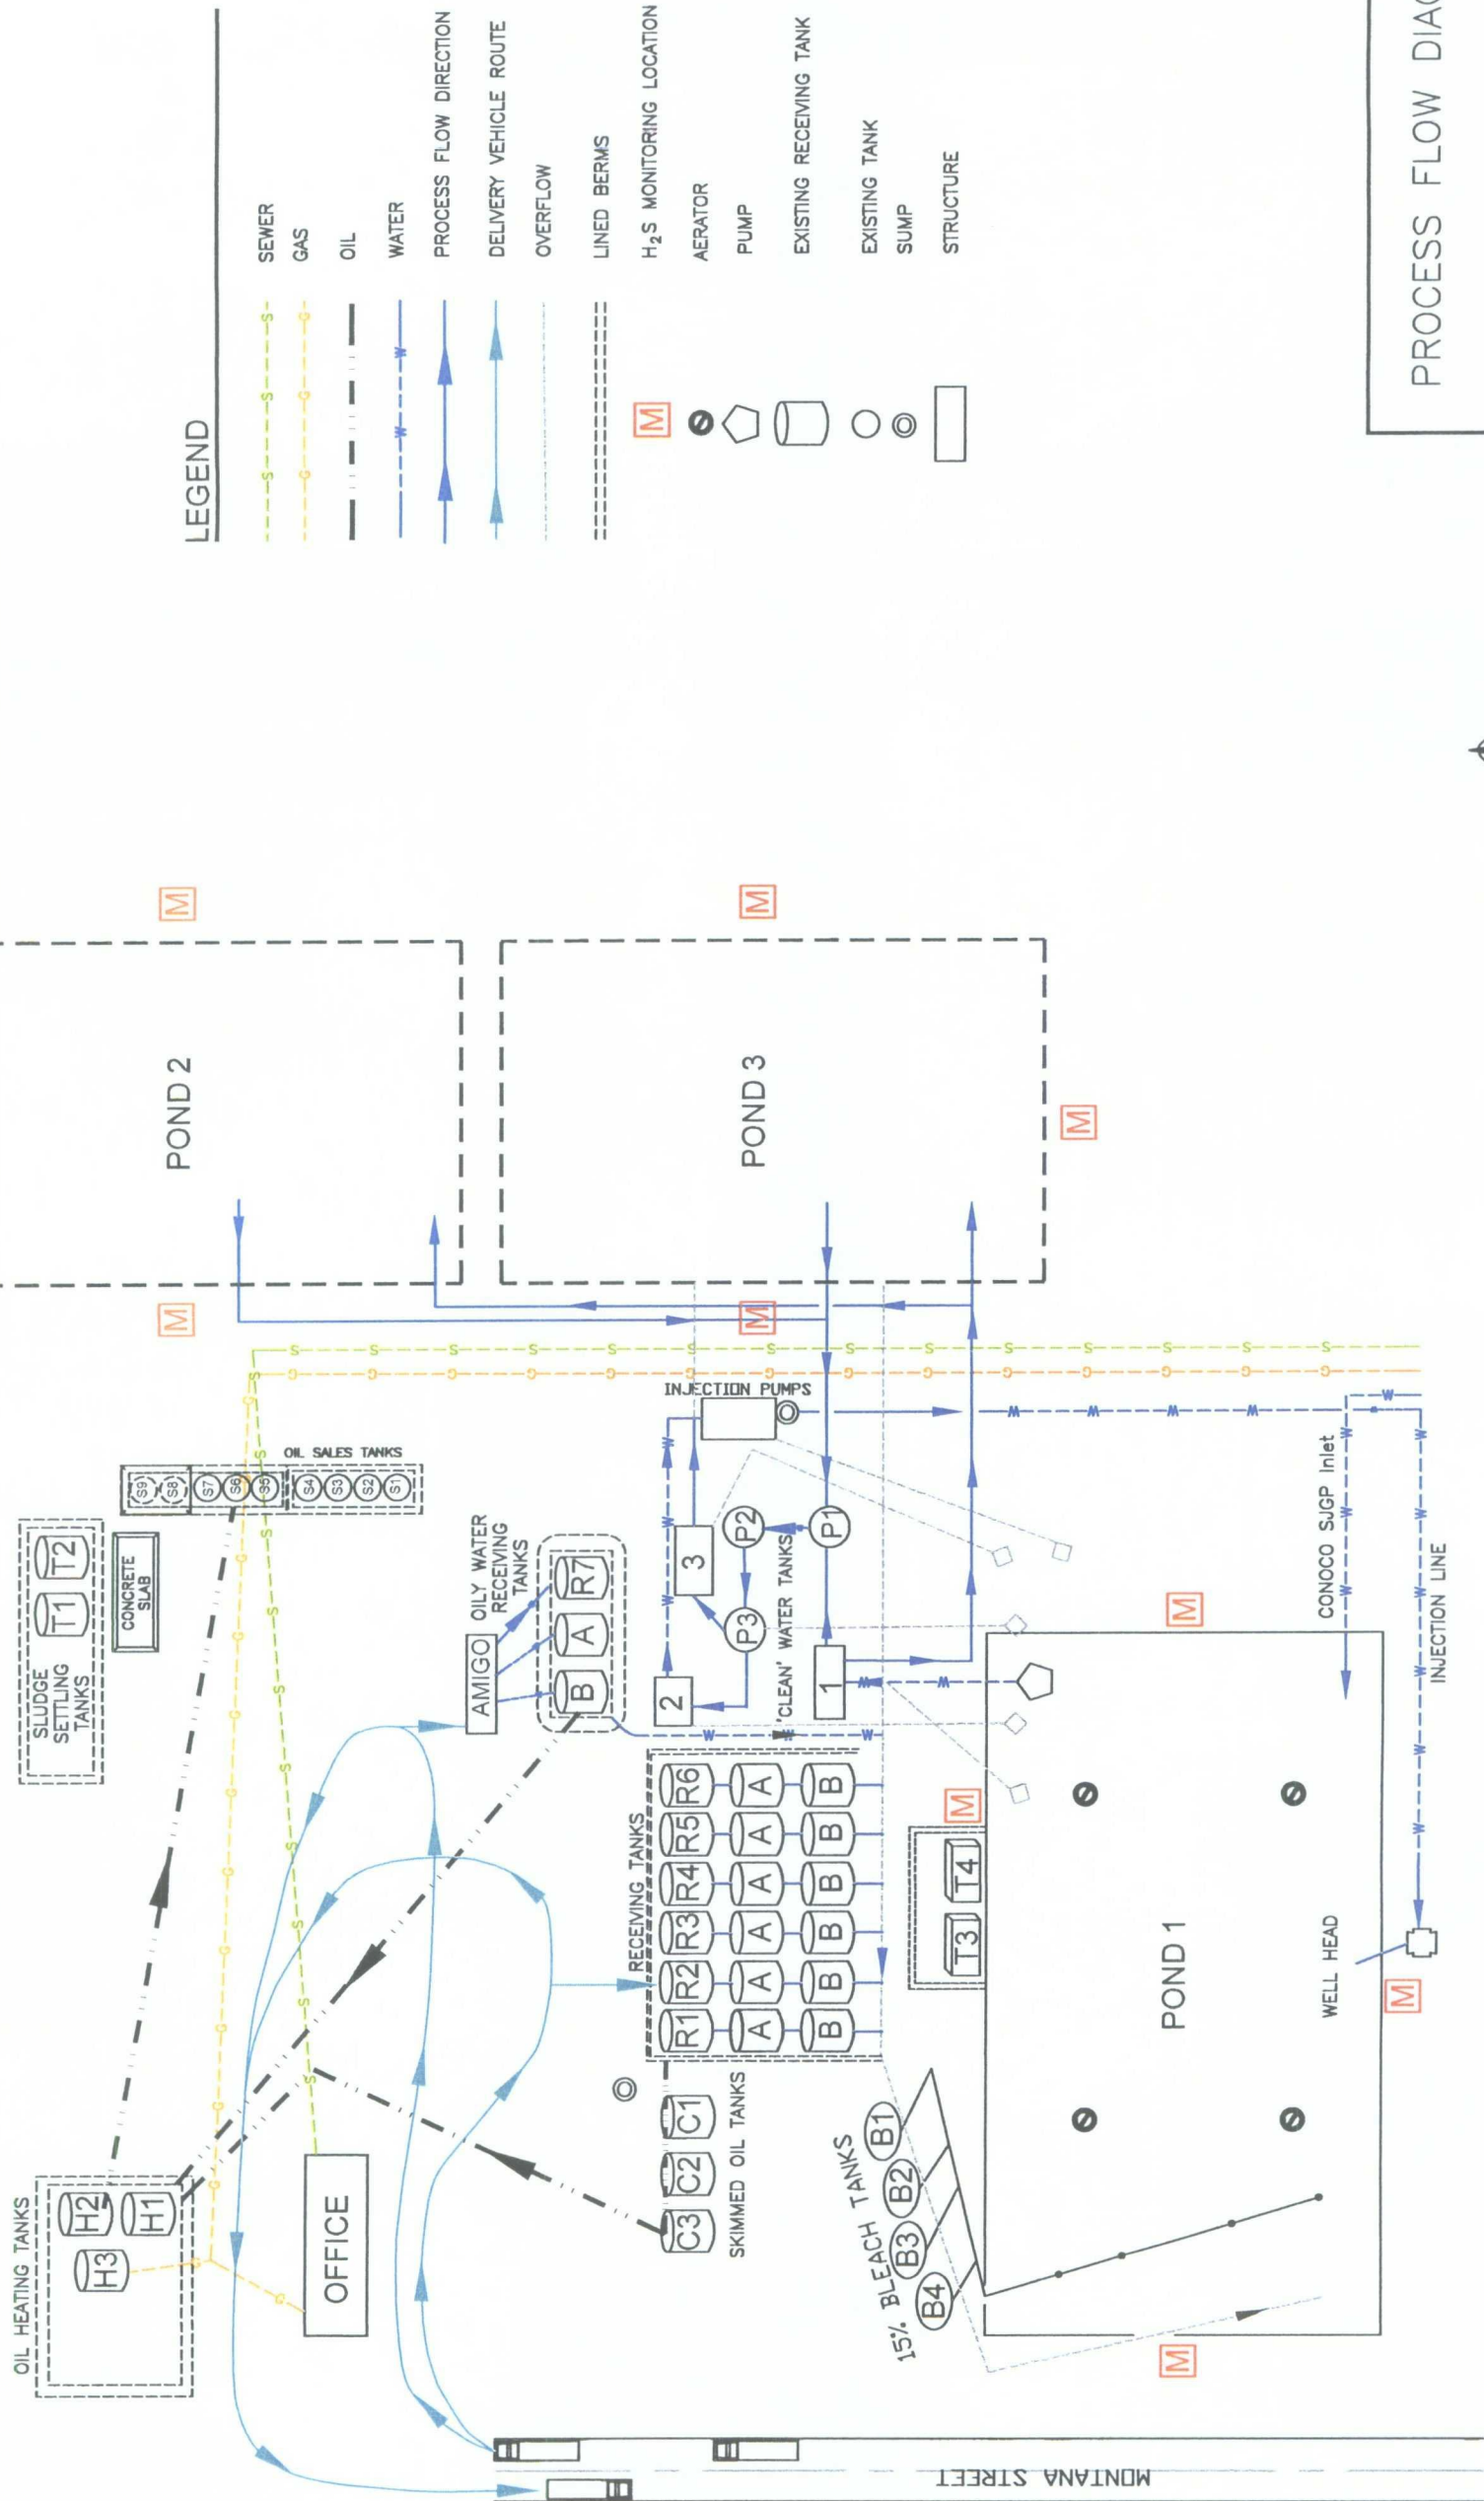 LEGEND
SEWER
GAS
OIL
WATER
PROCESS FLOW DIRECTION
DELIVERY VEHICLE ROUTE
OVERFLOW
LINED BERMS
H₂S MONITORING LOCATION
AERATOR
PUMP
EXISTING RECEIVING TANK
EXISTING TANK
SUMP
STRUCTURE
M
PROCESS FLOW
OIL HEATING TANKS
H3
H2
H1
OFFICE
SLUDGE
SETTLING
TANKS
T1
T2
CONCRETE
SLAB
OIL SALES TANKS
S9
S8
S7
S6
S5
S4
S3
S2
S1
POND 2
M
M
POND 3
M
M
M
AMIGO
OILY WATER
RECEIVING
TANKS
B
A
R7
INJECTION PUMPS
2
3
P2
P3
P1
1
'CLEAN' WATER TANKS
RECEIVING TANKS
R1
R2
R3
R4
R5
R6
A
A
A
A
A
A
B
B
B
B
B
B
C3
C2
C1
SKIMMED OIL TANKS
15% BLEACH TANKS
B4
B3
B2
B1
T3
T4
M
POND 1
M
M
CONOCO SJGP Inlet
WELL HEAD
M
INJECTION LINE
MONTANA STREET